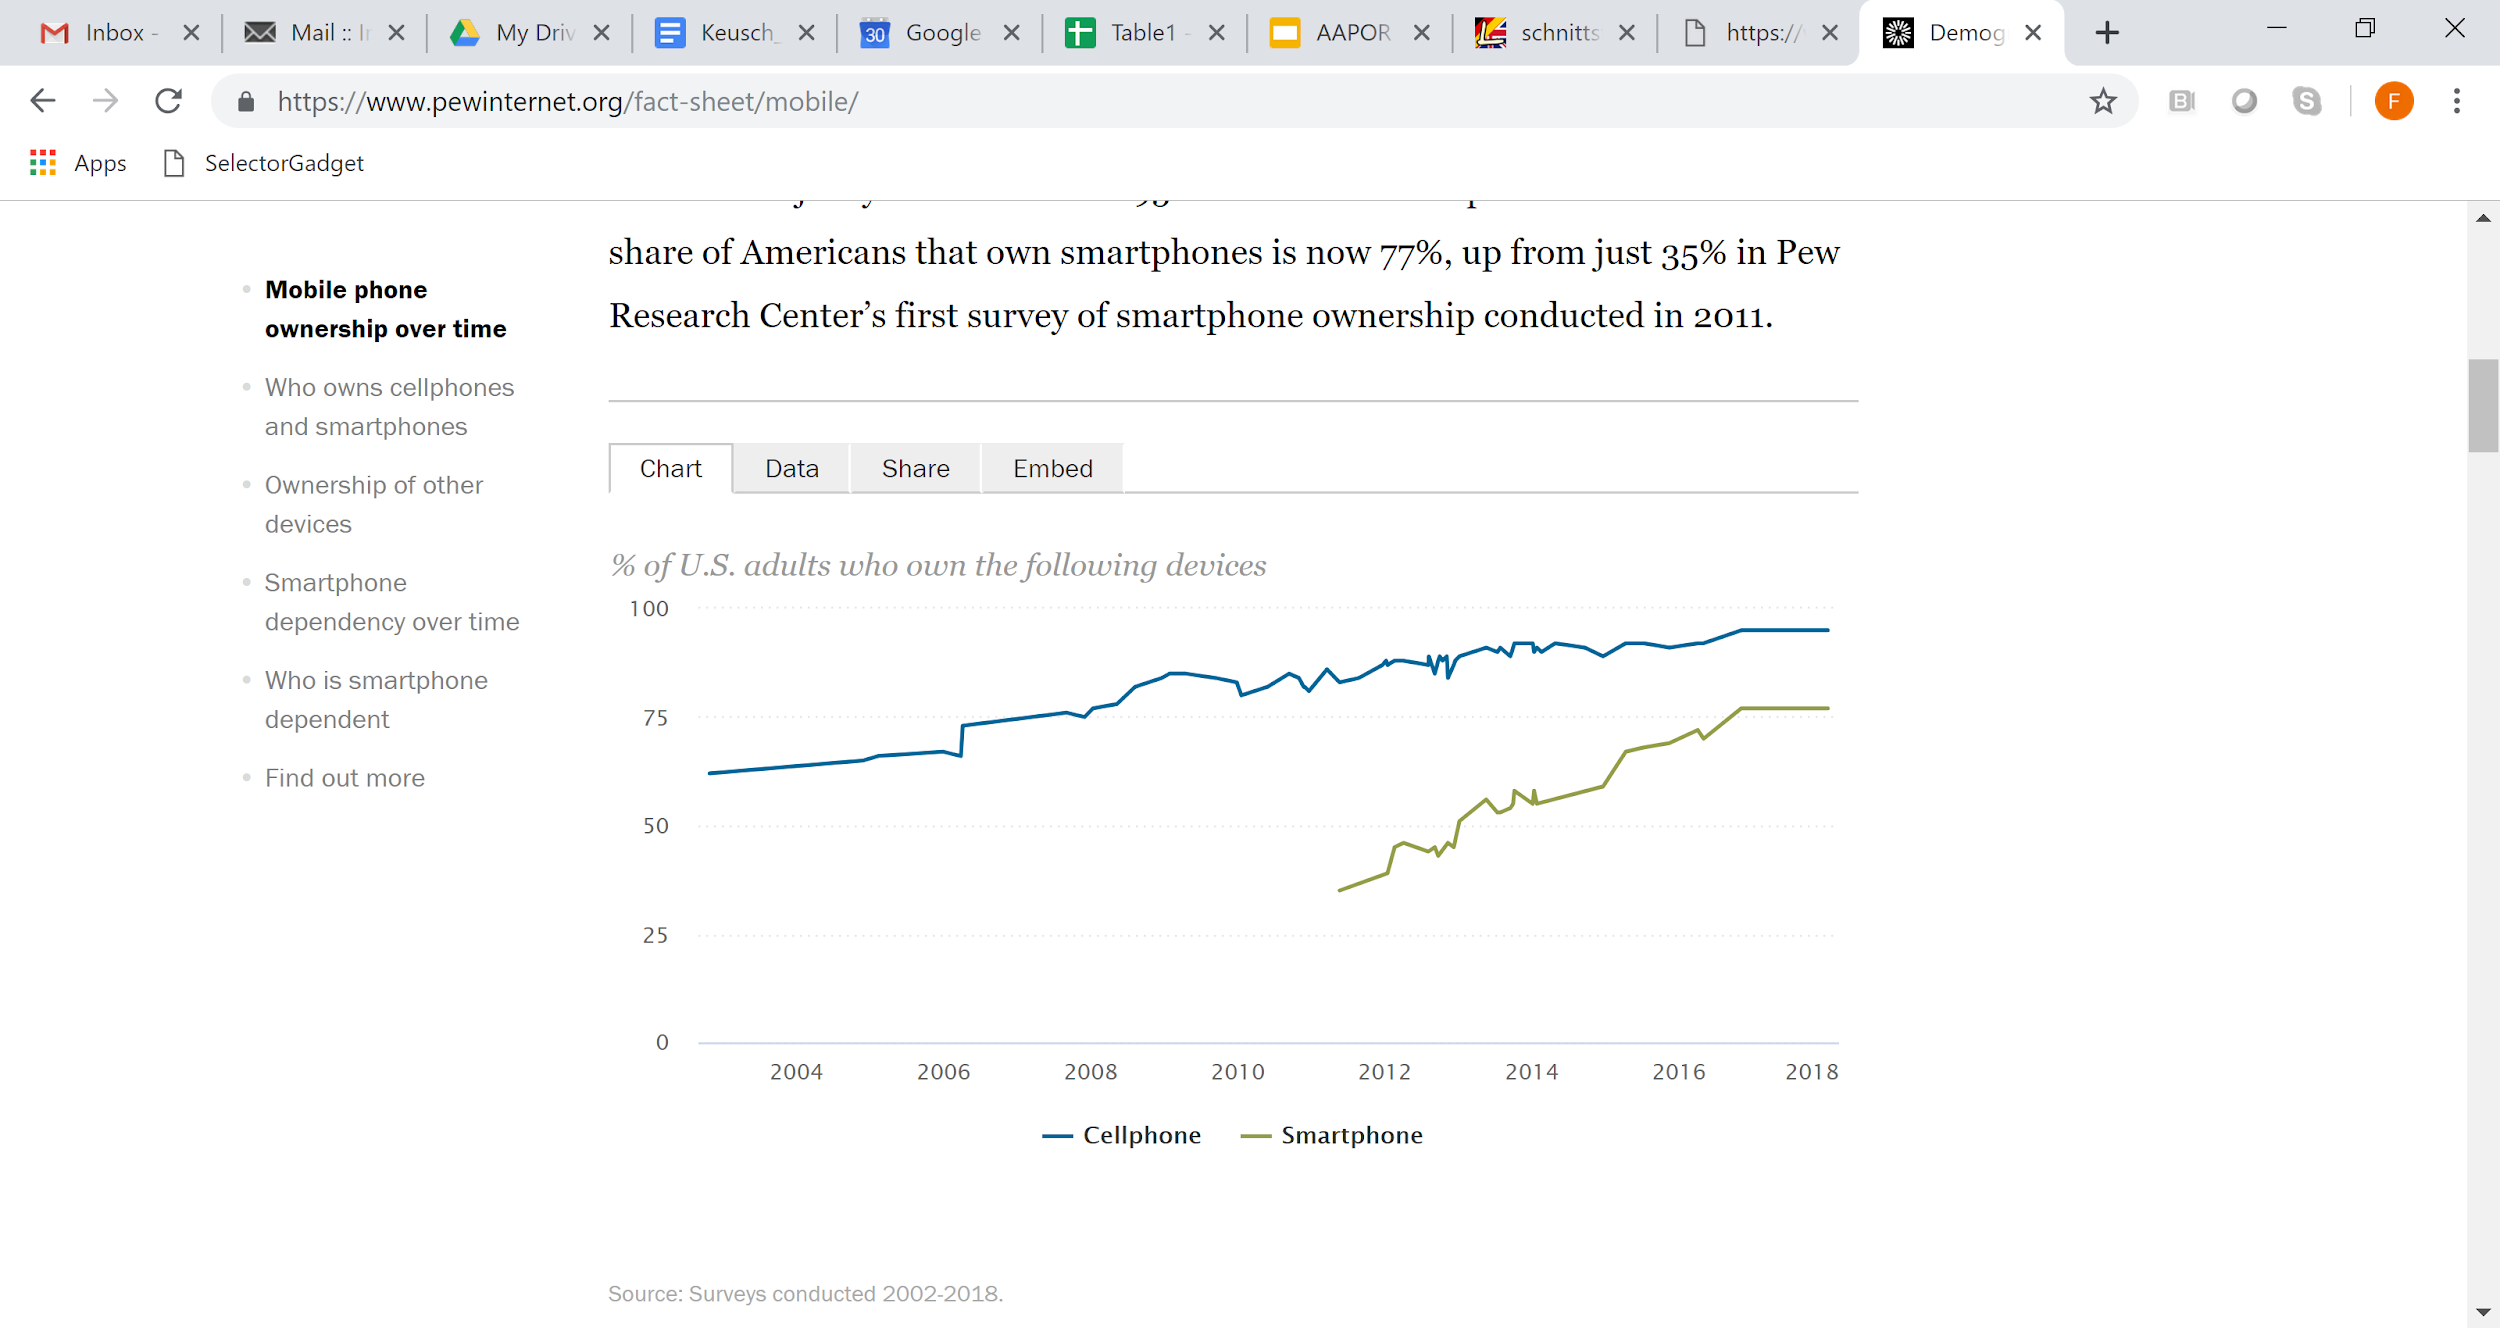 Inbox -
Mail :: I
My Driv
Keusch_
30
Google
Table1 -
AAPOR
schnitts
https://
Demog
https://www.pewinternet.org/fact-sheet/mobile/
F
Apps
SelectorGadget
share of Americans that own smartphones is now 77%, up from just 35% in Pew
Research Center’s first survey of smartphone ownership conducted in 2011.
Mobile phone
ownership over time
Who owns cellphones
and smartphones
Ownership of other
devices
Smartphone
dependency over time
Who is smartphone
dependent
Find out more
Chart
Data
Share
Embed
% of U.S. adults who own the following devices
100
75
50
25
0
2004
2006
2008
2010
2012
2014
2016
2018
Cellphone
Smartphone
Source: Surveys conducted 2002-2018.